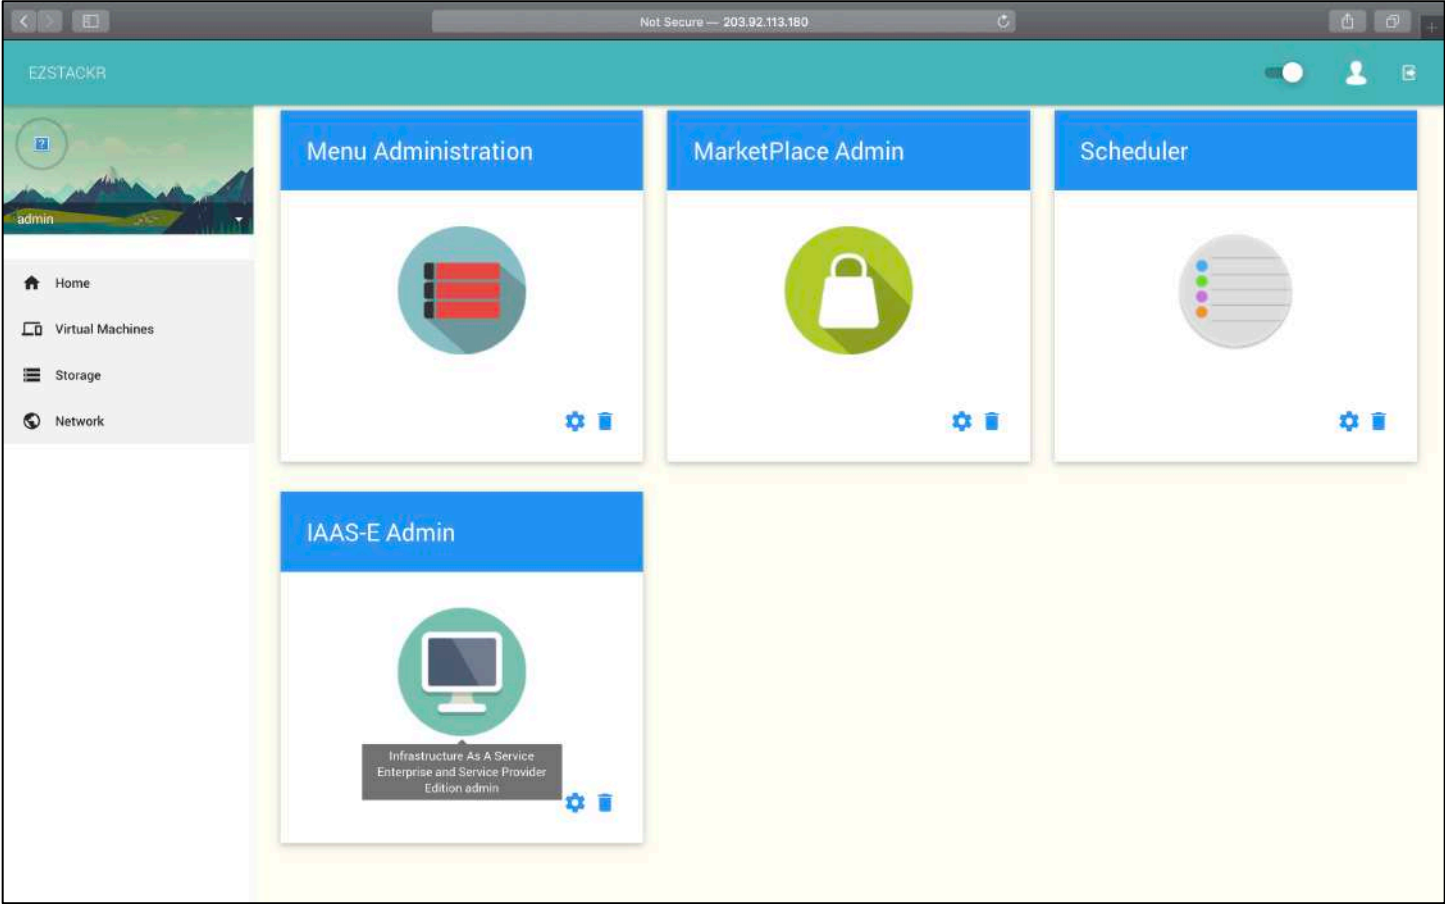 Not Secure — 203.92.113.180
EZSTACKR
admin
Home
Virtual Machines
Storage
Network
Menu Administration
MarketPlace Admin
Scheduler
IAAS-E Admin
Infrastructure As A Service
Enterprise and Service Provider
Edition admin